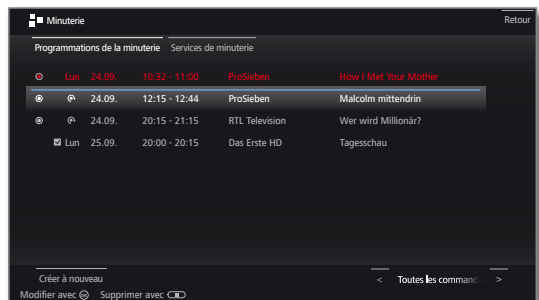 Minuterie Retour
Programmations de la minuterie Services de minuterie
Lun 24.09. 10:32 - 11:00 ProSieben How I Met Your Mother
24.09. 12:15 - 12:44 ProSieben Malcolm mittendrin
24.09. 20:15 - 21:15 RTL Television Wer wird Millionär?
Lun 25.09. 20:00 - 20:15 Das Erste HD Tagesschau
Créer à nouveau < Toutes les command >
Modifier avec Supprimer avec